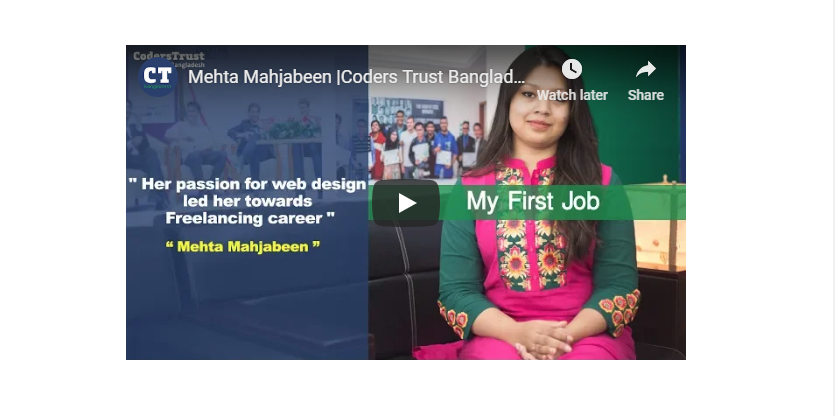 CodersTrust
Bangladesh
CT
Mehta Mahjabeen |Coders Trust Banglad...
Watch later
Share
" Her passion for web design
led her towards
Freelancing career "
“ Mehta Mahjabeen ”
My First Job